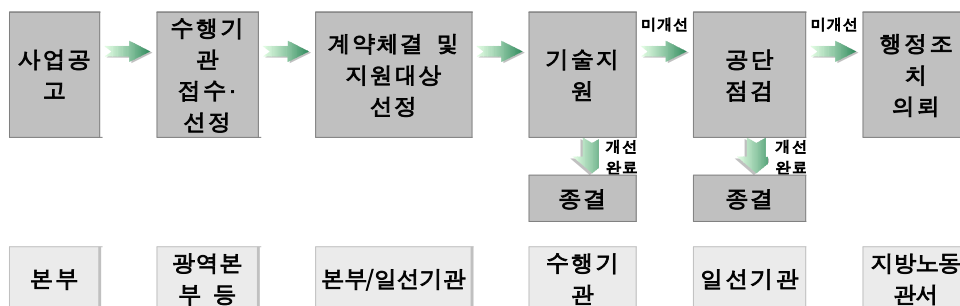 사업공
고
수행기
관
접수·
선정
계약체결 및
지원대상
선정
기술지
원
미개선
공단
점검
미개선
행정조
치
의뢰
개선
완료
개선
완료
종결
종결
본부
광역본
부 등
본부/일선기관
수행기
관
일선기관
지방노동
관서